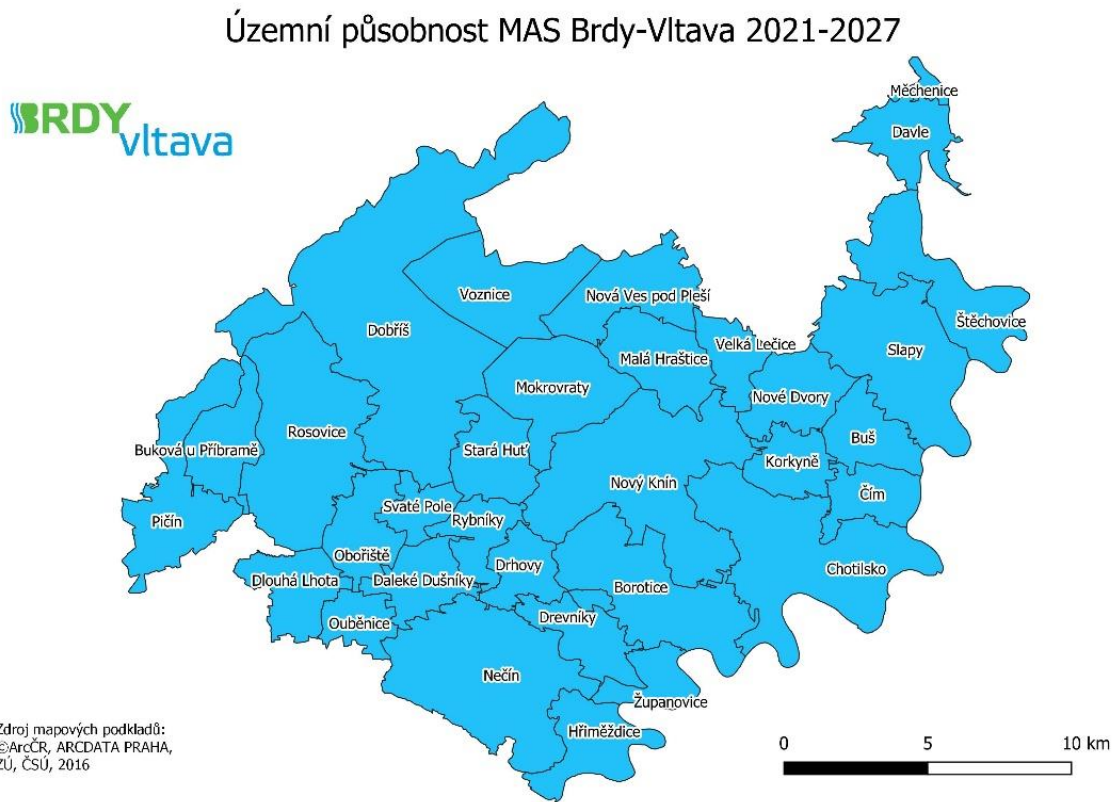 Územní působnost MAS Brdy-Vltava 2021-2027
BRDY
vltava
Měchenice
Davle
Voznice
Nová Ves pod Pleší
Štěchovice
Dobříš
Velká Lečice
Slapy
Malá Hraštice
Mokrovraty
Nové Dvory
Rosovice
Buš
Buková u Příbramě
Stará Huť
Korkyně
Nový Knín
Čím
Svaté Pole
Pičín
Rybníky
Obořiště
Drhovy
Chotilsko
Dlouhá Lhota
Daleké Dušníky
Borotice
Drevníky
Ouběnice
Nečín
Županovice
Hříměždice
Zdroj mapových podkladů:
©ArcČR, ARCDATA PRAHA,
ZÚ, ČSÚ, 2016
0 5 10 km